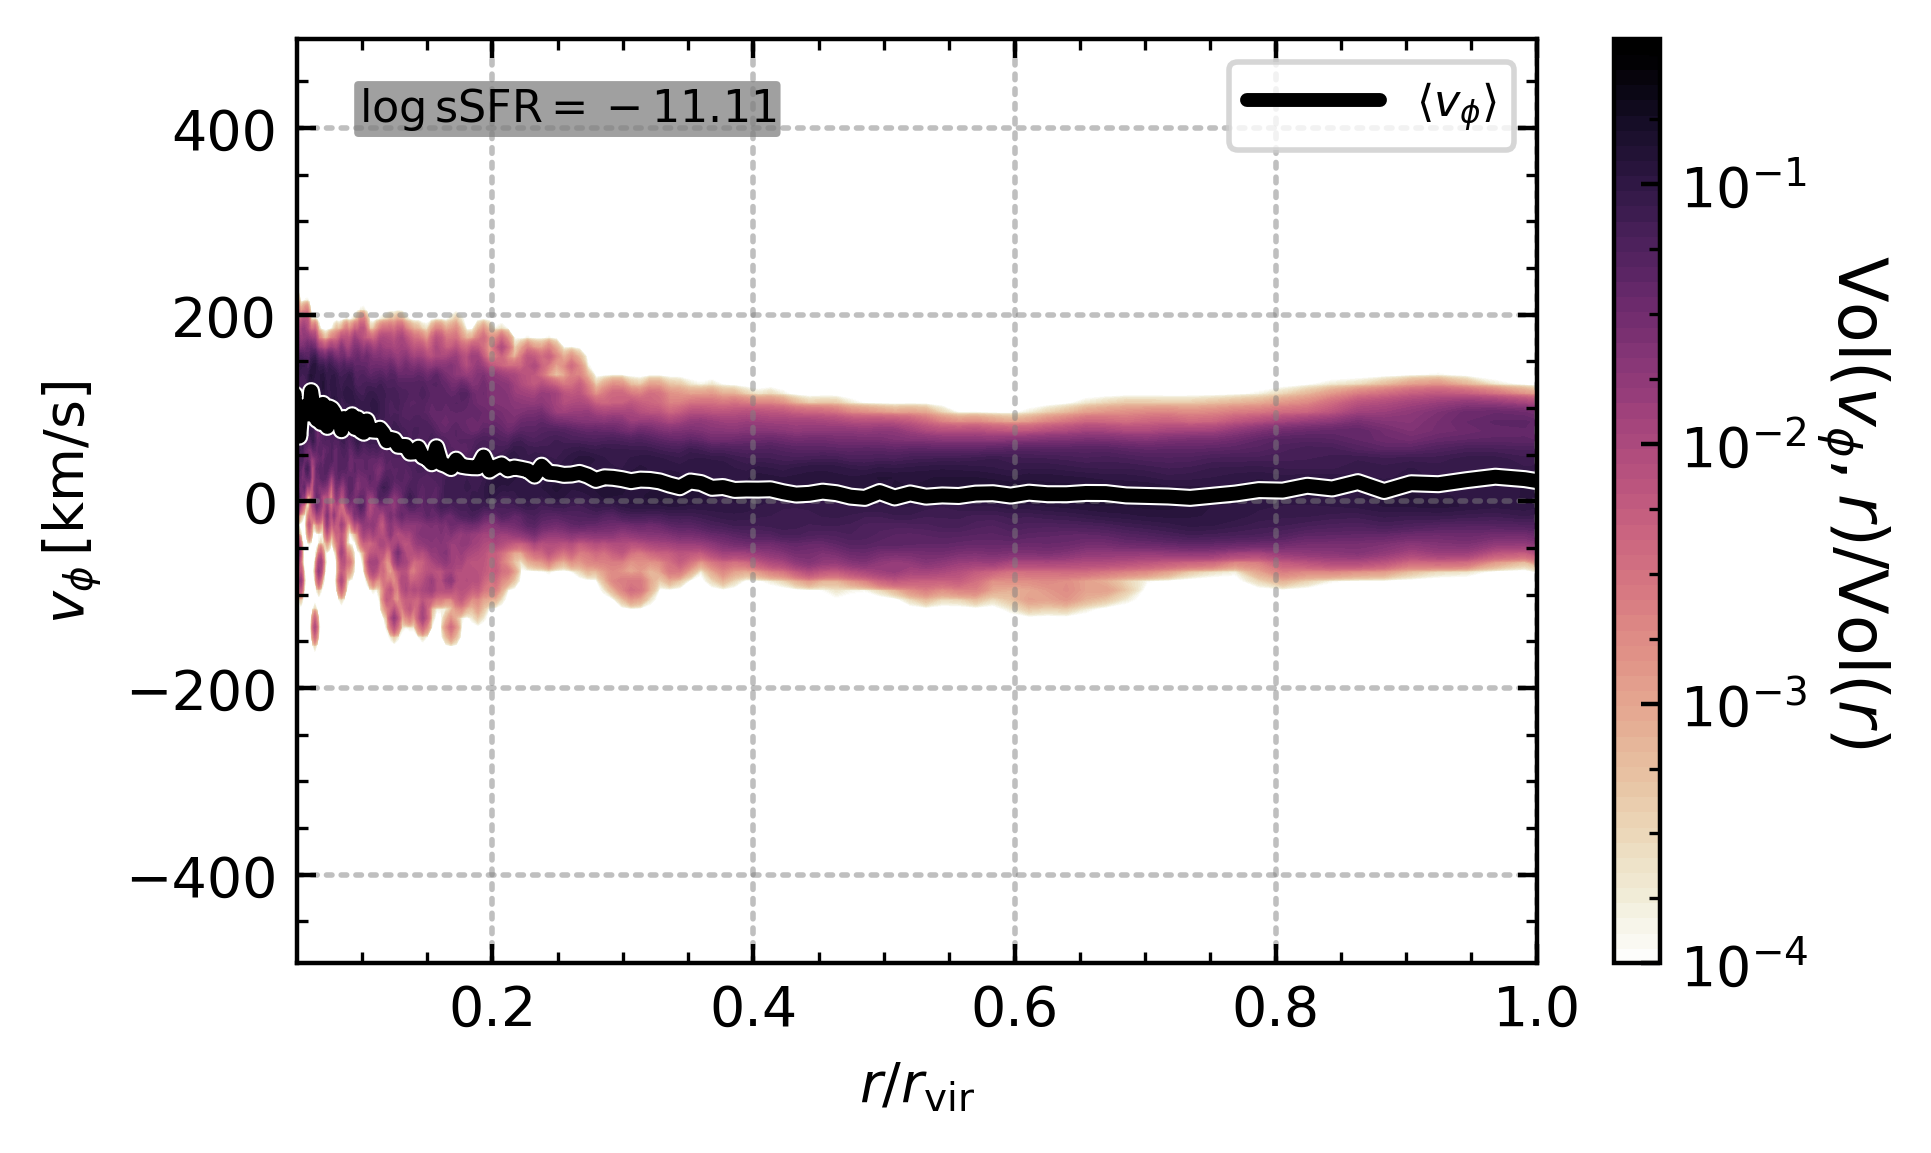 log sSFR = −11.11
⟨v_ϕ⟩
v_ϕ [km/s]
400
200
0
−200
−400
0.2 0.4 0.6 0.8 1.0
r/r_vir
10^−1
10^−2
10^−3
10^−4
Vol(v_ϕ, r)/Vol(r)